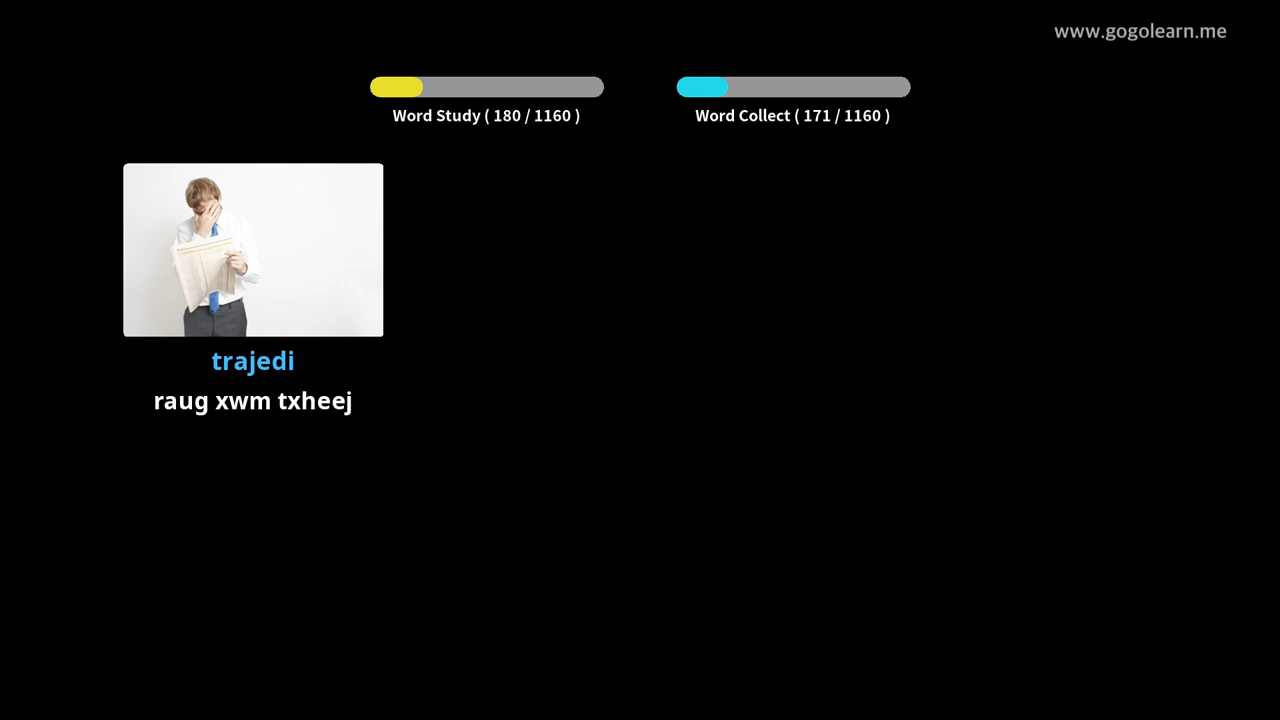 www.gogolearn.me
Word Study ( 180 / 1160 )
Word Collect ( 171 / 1160 )
trajedi
raug xwm txheej